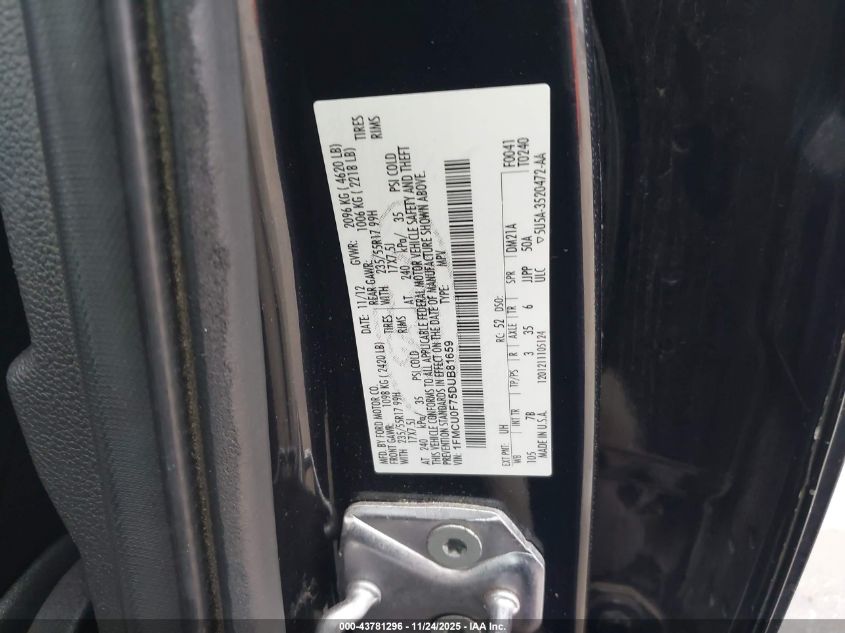 MFD. BY FORD MOTOR CO. DATE: 11/12 GVWR: 2096 KG ( 4620 LB)
FRONT GAWR: 1098 KG ( 2420 LB) REAR GAWR: 1006 KG ( 2218 LB)
WITH 235/55R17 99H TIRES WITH 235/55R17 99H TIRES
17X7.5J RIMS 17X7.5J RIMS
AT 240 kPa/ 35 PSI COLD AT 240 kPa/ 35 PSI COLD
THIS VEHICLE CONFORMS TO ALL APPLICABLE FEDERAL MOTOR VEHICLE SAFETY AND THEFT
PREVENTION STANDARDS IN EFFECT ON THE DATE OF MANUFACTURE SHOWN ABOVE.
VIN: 1FMCU0F75DUB81659 TYPE: MPV
EXT PNT: UH RC: 52 DSO: F0041
WB INT TR TP/PS R AXLE TR SPR DM21A T0240
105 7B 3 35 6 JJPP 50A
ULC
MADE IN U.S.A. 1201211105124 ▽5U5A-3520472-AA
000-43781296 | 11/24/2025 - IAA Inc.